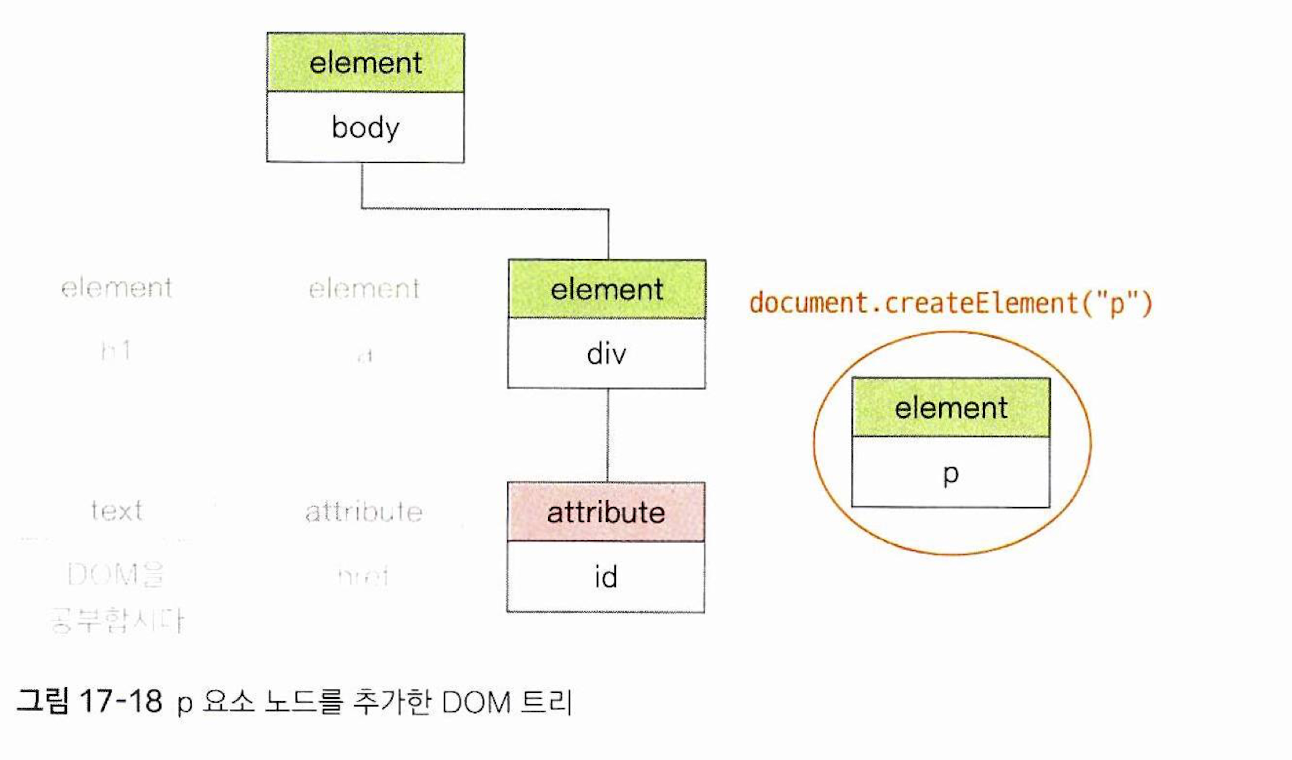 element
body
element
element
element
document.createElement("p")
h1
a
div
element
p
text
attribute
attribute
DOM을
href
id
공부합시다
그림 17-18 p 요소 노드를 추가한 DOM 트리